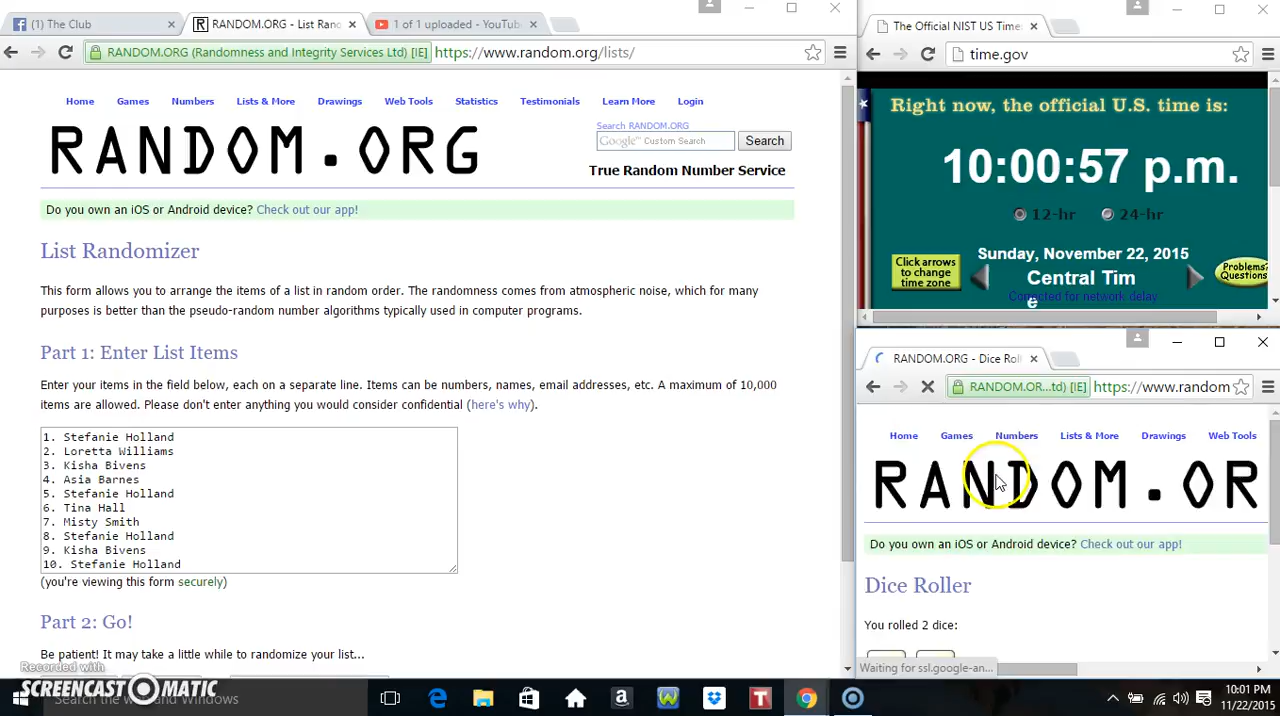 (1) The Club
RANDOM.ORG - List Ran
1 of 1 uploaded - YouTub
RANDOM.ORG (Randomness and Integrity Services Ltd) [IE]
https://www.random.org/lists/
Home Games Numbers Lists & More Drawings Web Tools Statistics Testimonials Learn More Login
RANDOM.ORG
Search RANDOM.ORG
Google™ Custom Search
Search
True Random Number Service
Do you own an iOS or Android device? Check out our app!
List Randomizer
This form allows you to arrange the items of a list in random order. The randomness comes from atmospheric noise, which for many
purposes is better than the pseudo-random number algorithms typically used in computer programs.
Part 1: Enter List Items
Enter your items in the field below, each on a separate line. Items can be numbers, names, email addresses, etc. A maximum of 10,000
items are allowed. Please don't enter anything you would consider confidential (here's why).
1. Stefanie Holland
2. Loretta Williams
3. Kisha Bivens
4. Asia Barnes
5. Stefanie Holland
6. Tina Hall
7. Misty Smith
8. Stefanie Holland
9. Kisha Bivens
10. Stefanie Holland
(you're viewing this form securely)
Part 2: Go!
Be patient! It may take a little while to randomize your list...
Recorded with
SCREENCAST-O-MATIC
Search the web and Windows
The Official NIST US Time:
time.gov
Right now, the official U.S. time is:
10:00:57 p.m.
12-hr 24-hr
Click arrows
to change
time zone
Sunday, November 22, 2015
Central Tim
e
Corrected for network delay
Problems?
Questions?
RANDOM.ORG - Dice Roll
RANDOM.OR...td) [IE]
https://www.random
Home Games Numbers Lists & More Drawings Web Tools
RANDOM.OR
Do you own an iOS or Android device? Check out our app!
Dice Roller
You rolled 2 dice:
Waiting for ssl.google-an...
10:01 PM
11/22/2015